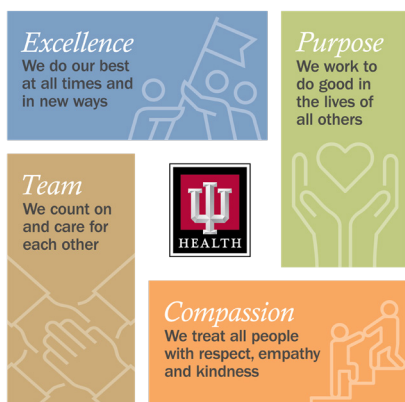 Excellence
We do our best
at all times and
in new ways
Purpose
We work to
do good in
the lives of
all others
Team
We count on
and care for
each other
IU
HEALTH
Compassion
We treat all people
with respect, empathy
and kindness